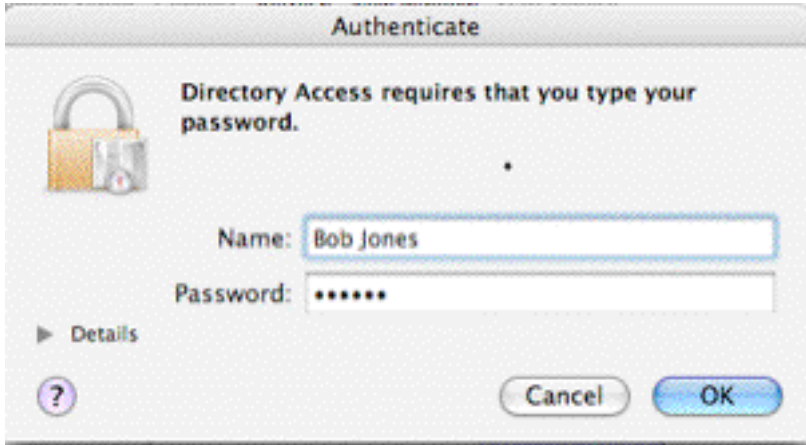 Authenticate
Directory Access requires that you type your
password.
Name: Bob Jones
Password: ••••••
Details
?
Cancel OK